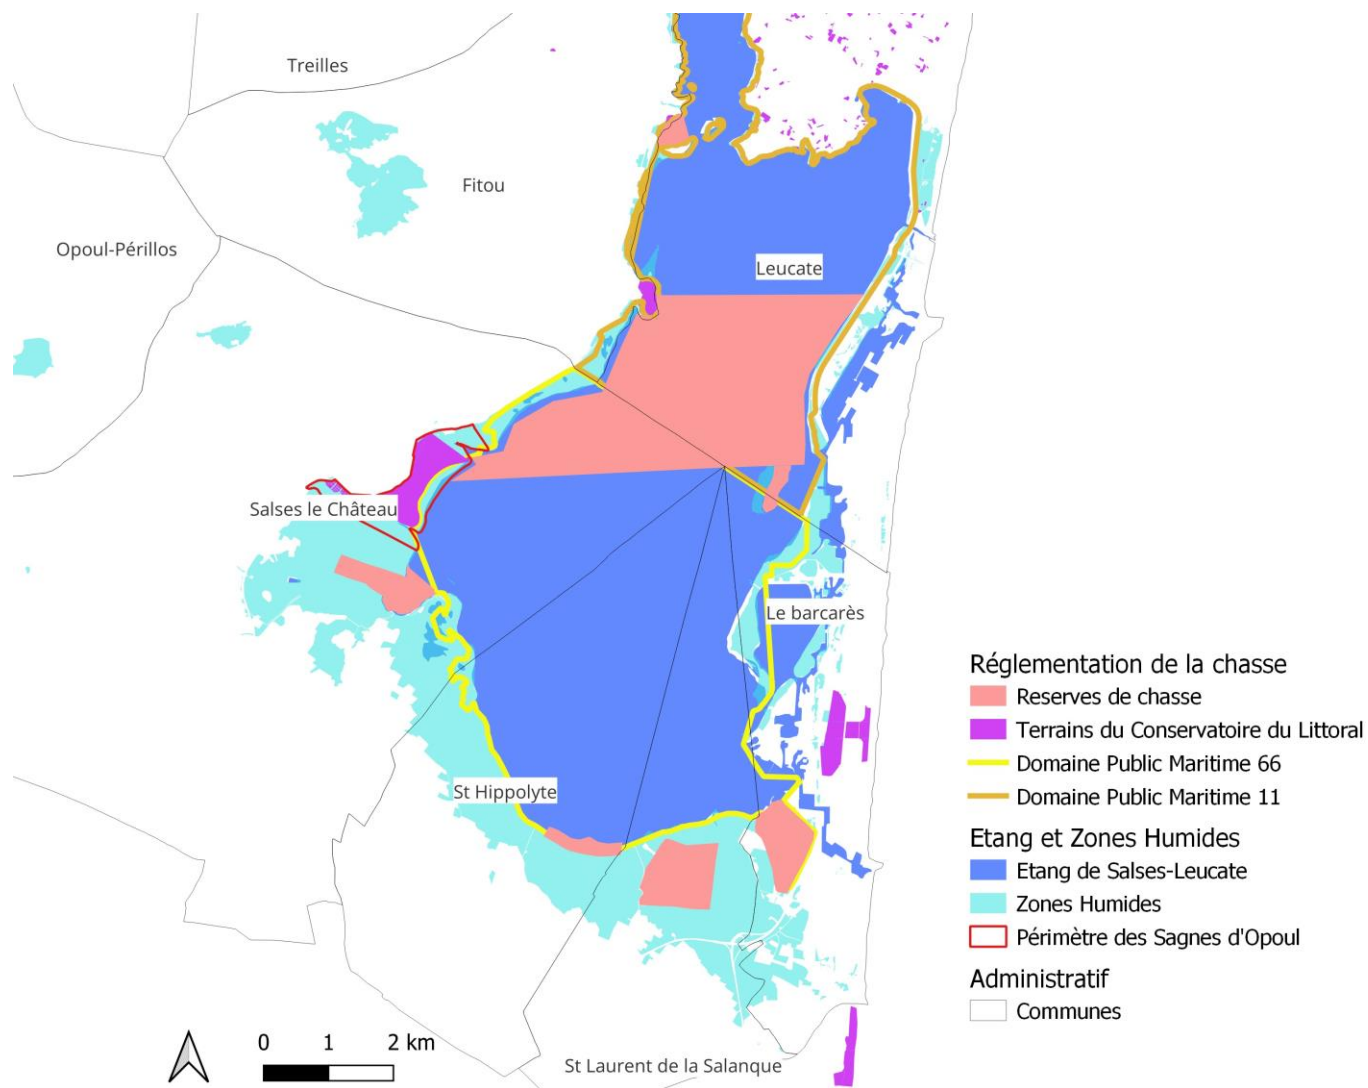 Treilles
Fitou
Opoul-Périllos
Leucate
Salses le Château
Le barcarès
St Hippolyte
St Laurent de la Salanque
0 1 2 km
Réglementation de la chasse
Reserves de chasse
Terrains du Conservatoire du Littoral
Domaine Public Maritime 66
Domaine Public Maritime 11
Etang et Zones Humides
Etang de Salses-Leucate
Zones Humides
Périmètre des Sagnes d'Opoul
Administratif
Communes